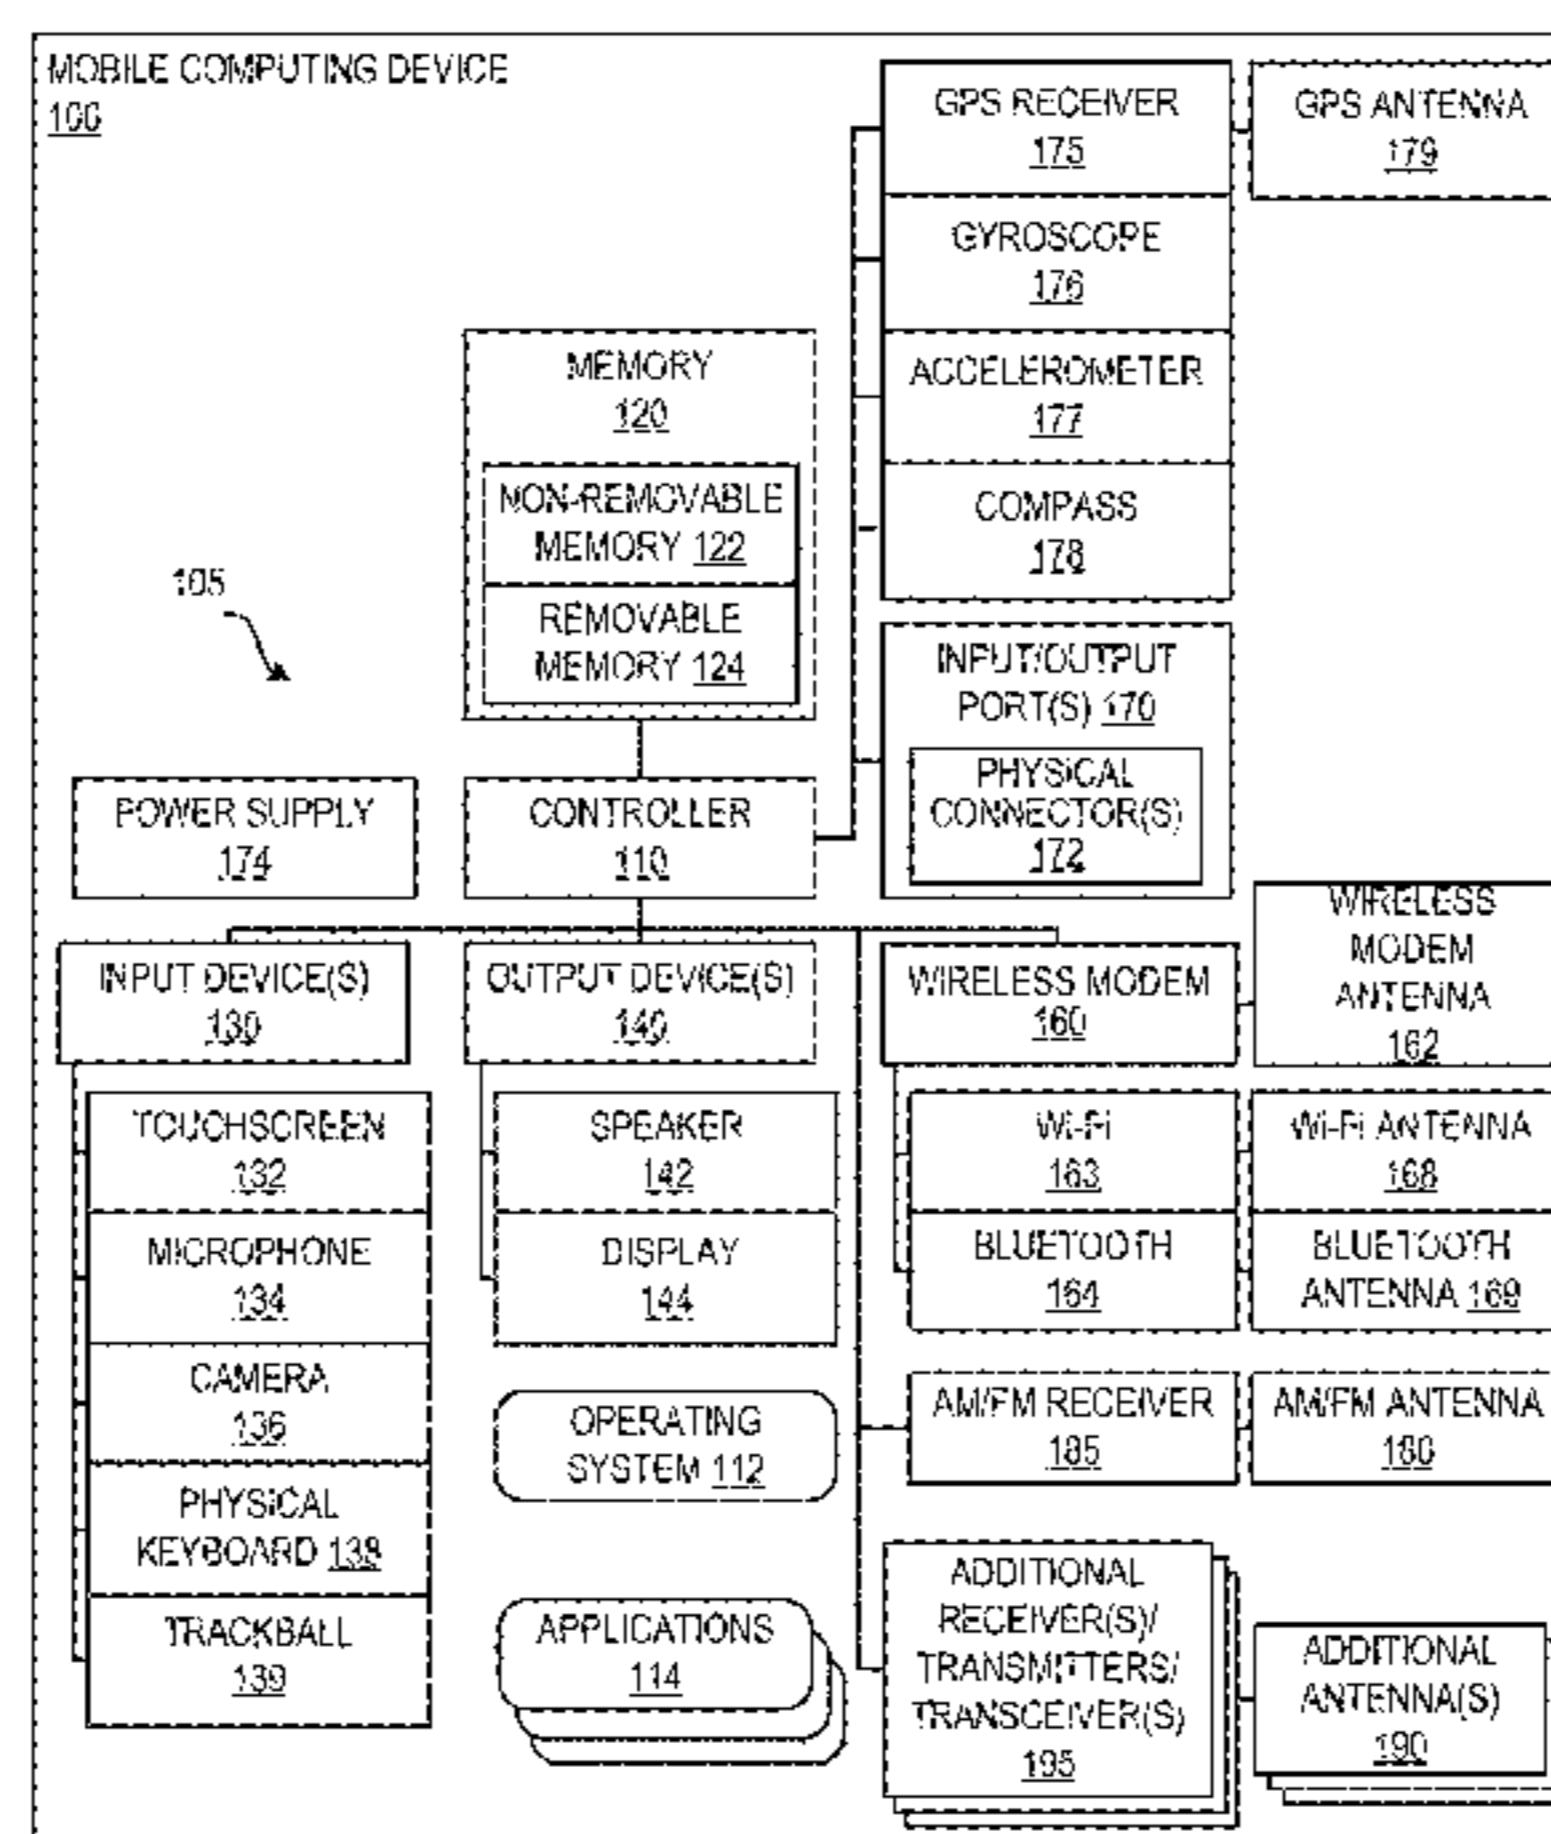 MOBILE COMPUTING DEVICE
100
GPS RECEIVER
175
GPS ANTENNA
179
GYROSCOPE
176
ACCELEROMETER
177
COMPASS
178
MEMORY
120
NON-REMOVABLE
MEMORY 122
REMOVABLE
MEMORY 124
105
INPUT/OUTPUT
PORT(S) 170
PHYSICAL
CONNECTOR(S)
172
POWER SUPPLY
174
CONTROLLER
110
INPUT DEVICE(S)
130
OUTPUT DEVICE(S)
140
WIRELESS MODEM
160
WIRELESS
MODEM
ANTENNA
162
TOUCHSCREEN
132
MICROPHONE
134
CAMERA
136
PHYSICAL
KEYBOARD 138
TRACKBALL
139
SPEAKER
142
DISPLAY
144
OPERATING
SYSTEM 112
APPLICATIONS
114
Wi-Fi
163
Wi-Fi ANTENNA
168
BLUETOOTH
164
BLUETOOTH
ANTENNA 169
AM/FM RECEIVER
185
AM/FM ANTENNA
180
ADDITIONAL
RECEIVER(S)/
TRANSMITTERS/
TRANSCEIVER(S)
195
ADDITIONAL
ANTENNA(S)
190